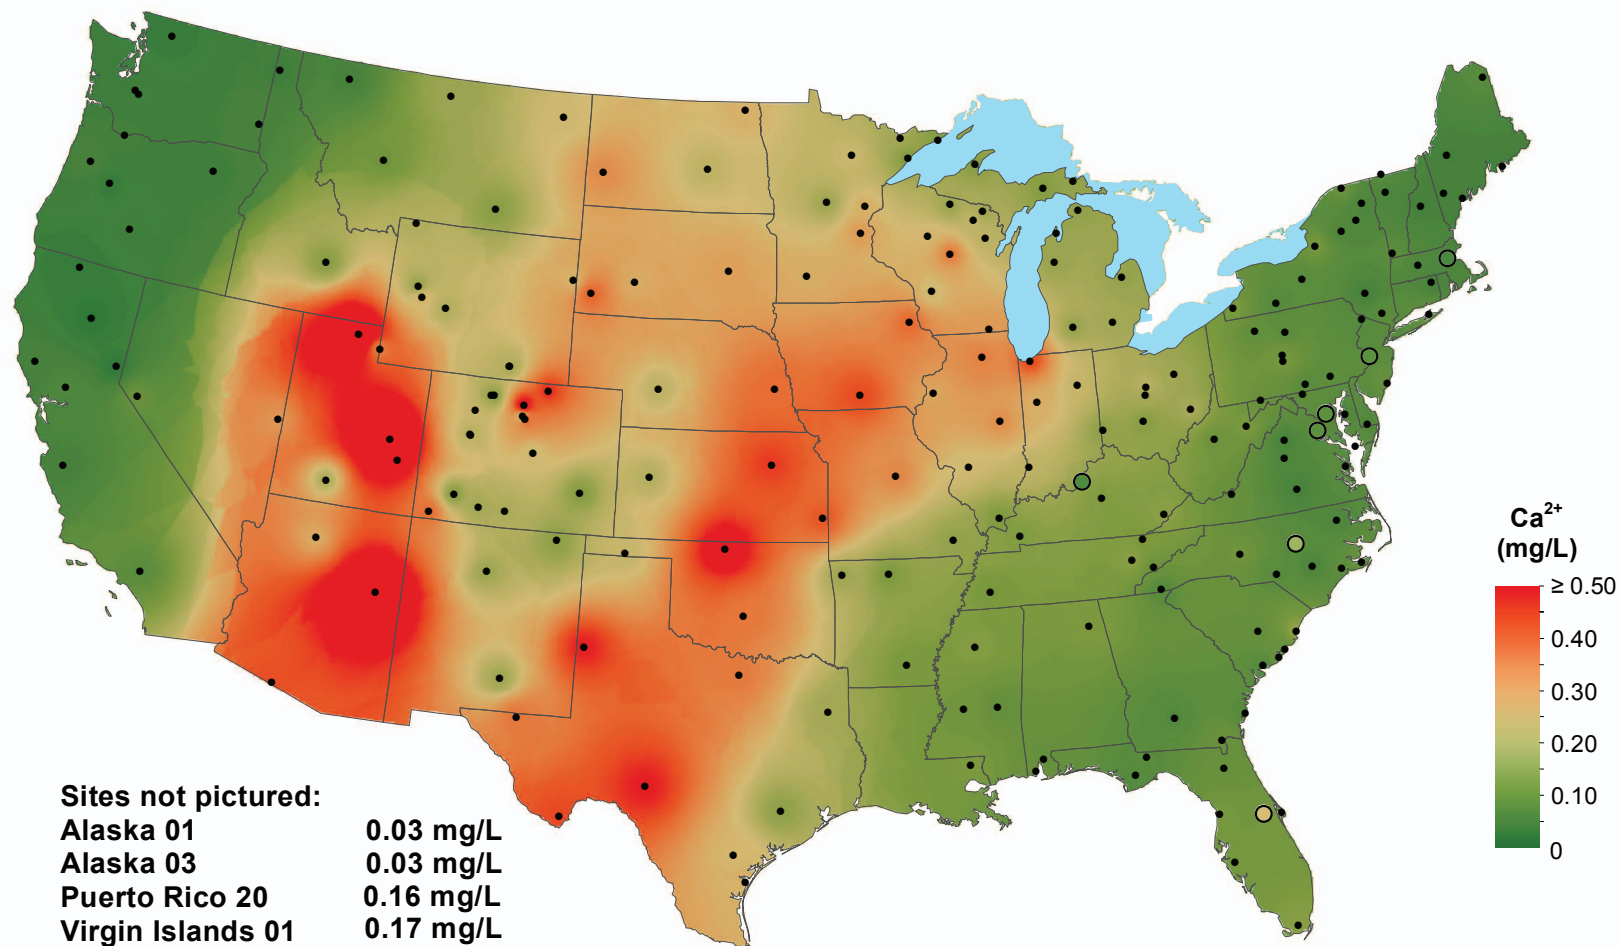 Ca²⁺
(mg/L)
≥ 0.50
0.40
0.30
0.20
0.10
0
Sites not pictured:
Alaska 01 0.03 mg/L
Alaska 03 0.03 mg/L
Puerto Rico 20 0.16 mg/L
Virgin Islands 01 0.17 mg/L